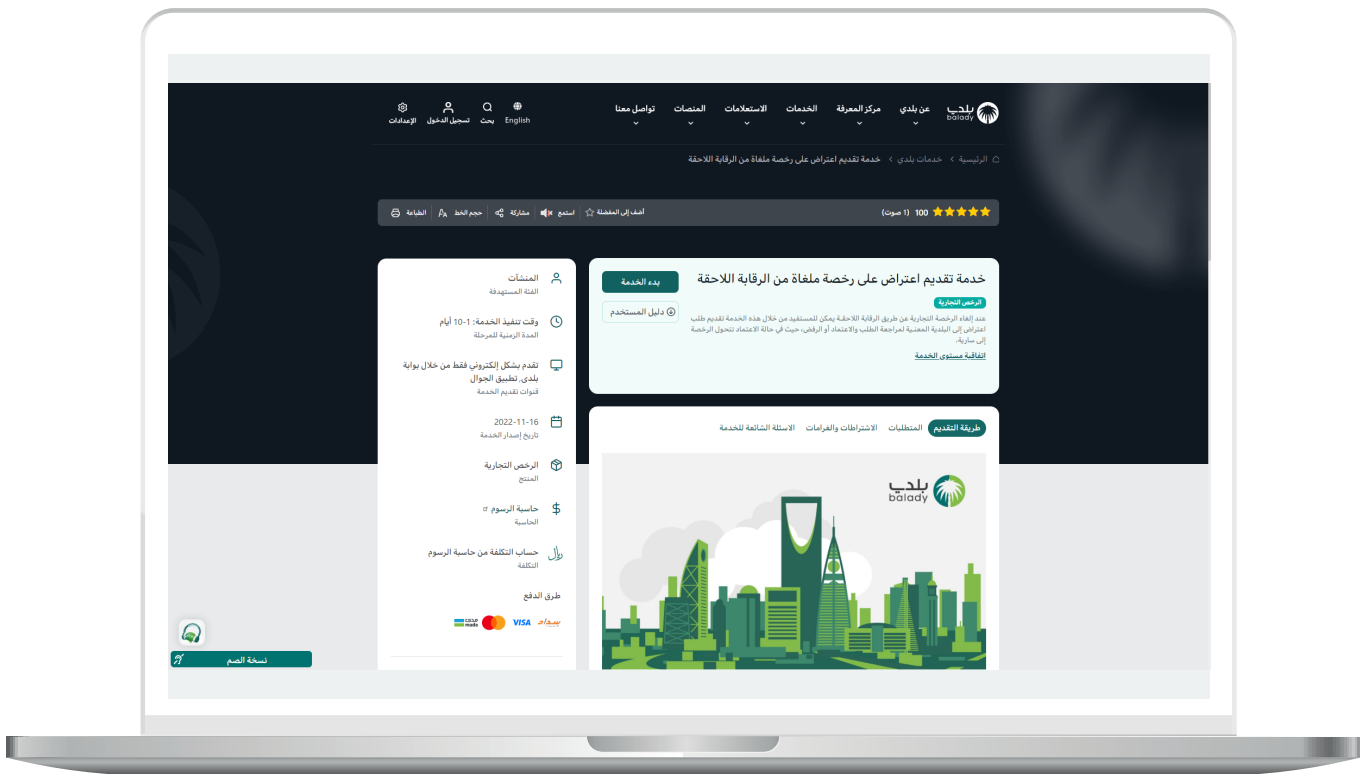 بلدي
balady
عن بلدي
مركز المعرفة
الخدمات
الاستعلامات
المنصات
تواصل معنا
English
بحث
تسجيل الدخول
الإعدادات
الرئيسية > خدمات بلدي > خدمة تقديم اعتراض على رخصة ملغاة من الرقابة اللاحقة
100 (1 صوت)
أضف إلى المفضلة
استمع
مشاركة
حجم الخط
الطباعة
خدمة تقديم اعتراض على رخصة ملغاة من الرقابة اللاحقة
بدء الخدمة
الرخص التجارية
دليل المستخدم
عند إلغاء الرخصة التجارية عن طريق الرقابة اللاحقة يمكن للمستفيد من خلال هذه الخدمة تقديم طلب
اعتراض إلى البلدية المعنية لمراجعة الطلب والاعتماد أو الرفض، حيث في حالة الاعتماد تتحول الرخصة
إلى سارية.
اتفاقية مستوى الخدمة
طريقة التقديم
المتطلبات
الاشتراطات والغرامات
الاسئلة الشائعة للخدمة
بلدي
balady
المنشآت
الفئة المستهدفة
وقت تنفيذ الخدمة: 1-10 أيام
المدة الزمنية للمرحلة
تقدم بشكل إلكتروني فقط من خلال بوابة
بلدي, تطبيق الجوال
قنوات تقديم الخدمة
2022-11-16
تاريخ إصدار الخدمة
الرخص التجارية
المنتج
حاسبة الرسوم
الحاسبة
ريال
حساب التكلفة من حاسبة الرسوم
التكلفة
طرق الدفع
سداد
VISA
مدى
mada
نسخة الصم